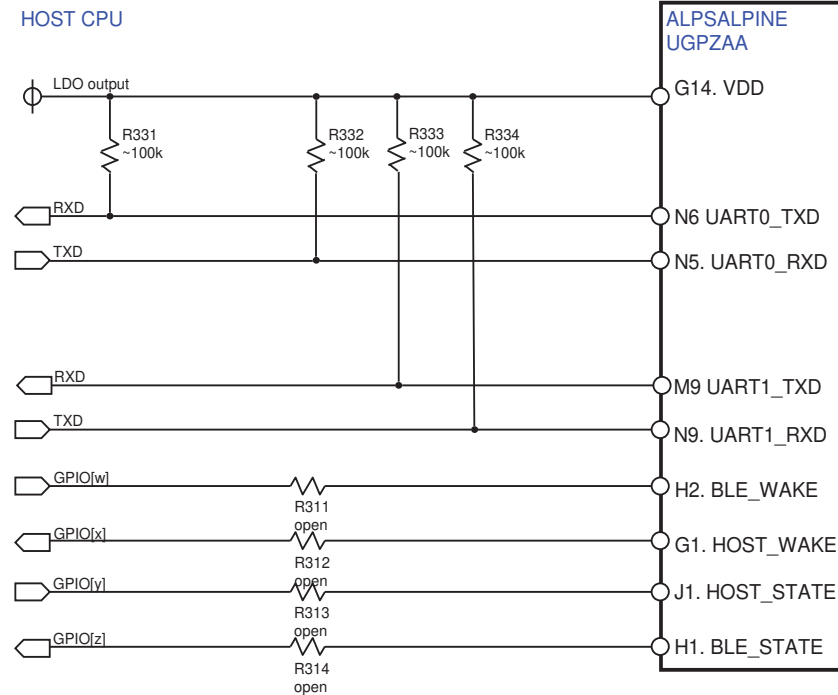 HOST CPU
ALPSALPINE
UGPZAA
LDO output
G14. VDD
R331
~100k
R332
~100k
R333
~100k
R334
~100k
RXD
N6 UART0_TXD
TXD
N5. UART0_RXD
RXD
M9 UART1_TXD
TXD
N9. UART1_RXD
GPIO[w]
H2. BLE_WAKE
R311
open
GPIO[x]
G1. HOST_WAKE
R312
open
GPIO[y]
J1. HOST_STATE
R313
open
GPIO[z]
H1. BLE_STATE
R314
open